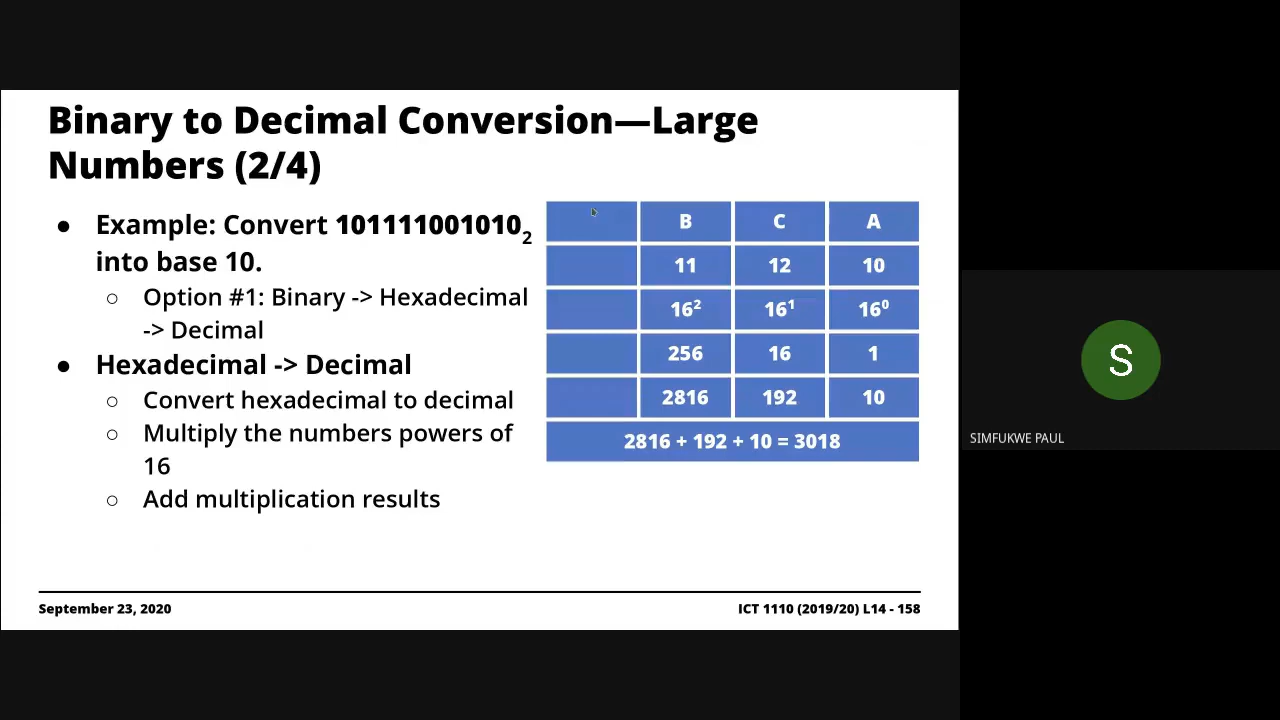 Binary to Decimal Conversion—Large
Numbers (2/4)
● Example: Convert 101111001010₂
into base 10.
○ Option #1: Binary -> Hexadecimal
-> Decimal
● Hexadecimal -> Decimal
○ Convert hexadecimal to decimal
○ Multiply the numbers powers of
16
○ Add multiplication results
B C A
11 12 10
16² 16¹ 16⁰
256 16 1
2816 192 10
2816 + 192 + 10 = 3018
September 23, 2020
ICT 1110 (2019/20) L14 - 158
S
SIMFUKWE PAUL